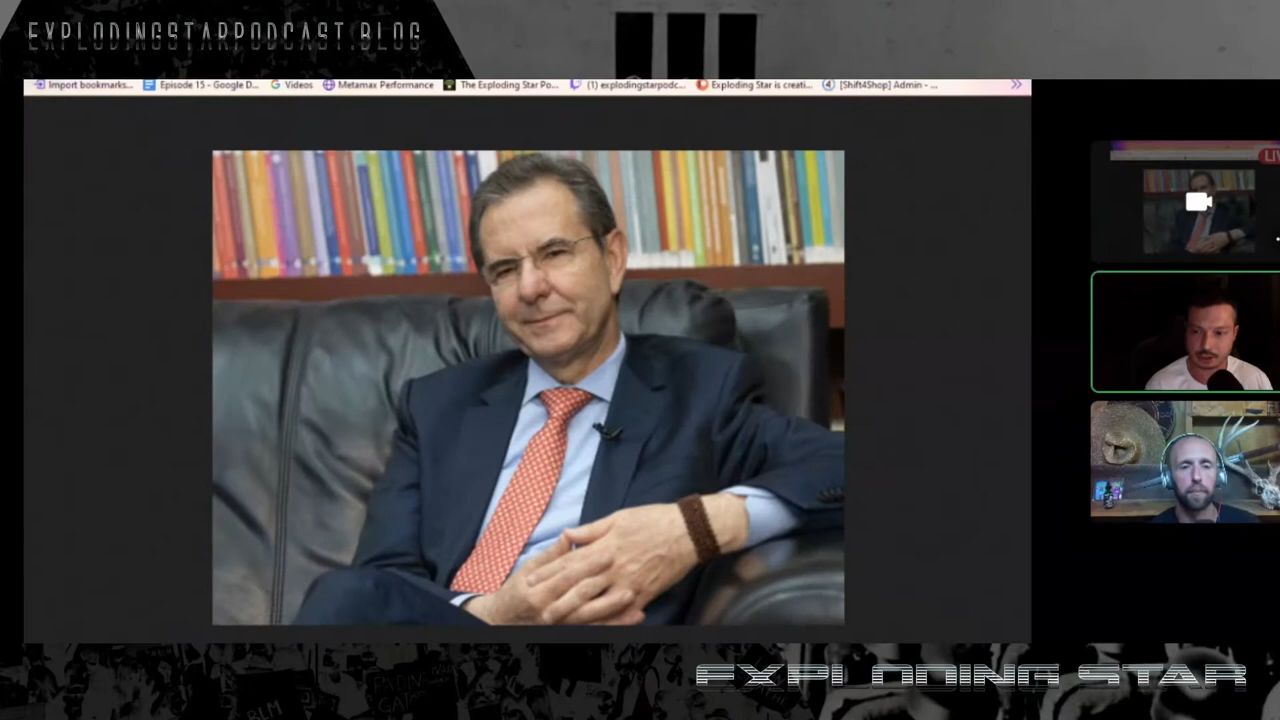 EXPLODINGSTARPODCAST.BLOG
Import bookmarks... Episode 15 - Google D... Videos Metamax Performance The Exploding Star Po... (1) explodingstarpodc... Exploding Star is creati... [Shift4Shop] Admin - ... »
EXPLODING STAR
BLM